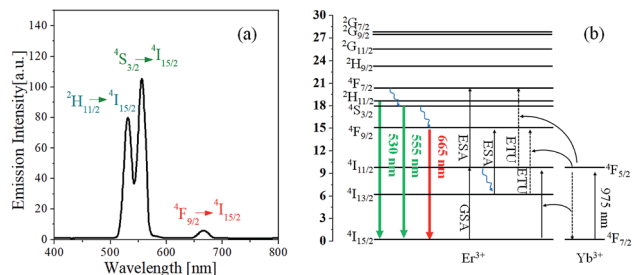 (a)
Emission Intensity[a.u.]
140
120
100
80
60
40
20
0
400 500 600 700 800
Wavelength [nm]
⁴S₃/₂→⁴I₁₅/₂
²H₁₁/₂→⁴I₁₅/₂
⁴F₉/₂→⁴I₁₅/₂
(b)
30
27
24
21
18
15
12
9
6
3
0
²G₇/₂
²G₉/₂
²G₁₁/₂
²H₉/₂
⁴F₇/₂
²H₁₁/₂
⁴S₃/₂
⁴F₉/₂
⁴I₁₁/₂
⁴I₁₃/₂
⁴I₁₅/₂
530 nm
555 nm
665 nm
ESA
GSA
ESA
ETU
ETU
975 nm
⁴F₅/₂
⁴F₇/₂
Er³⁺
Yb³⁺